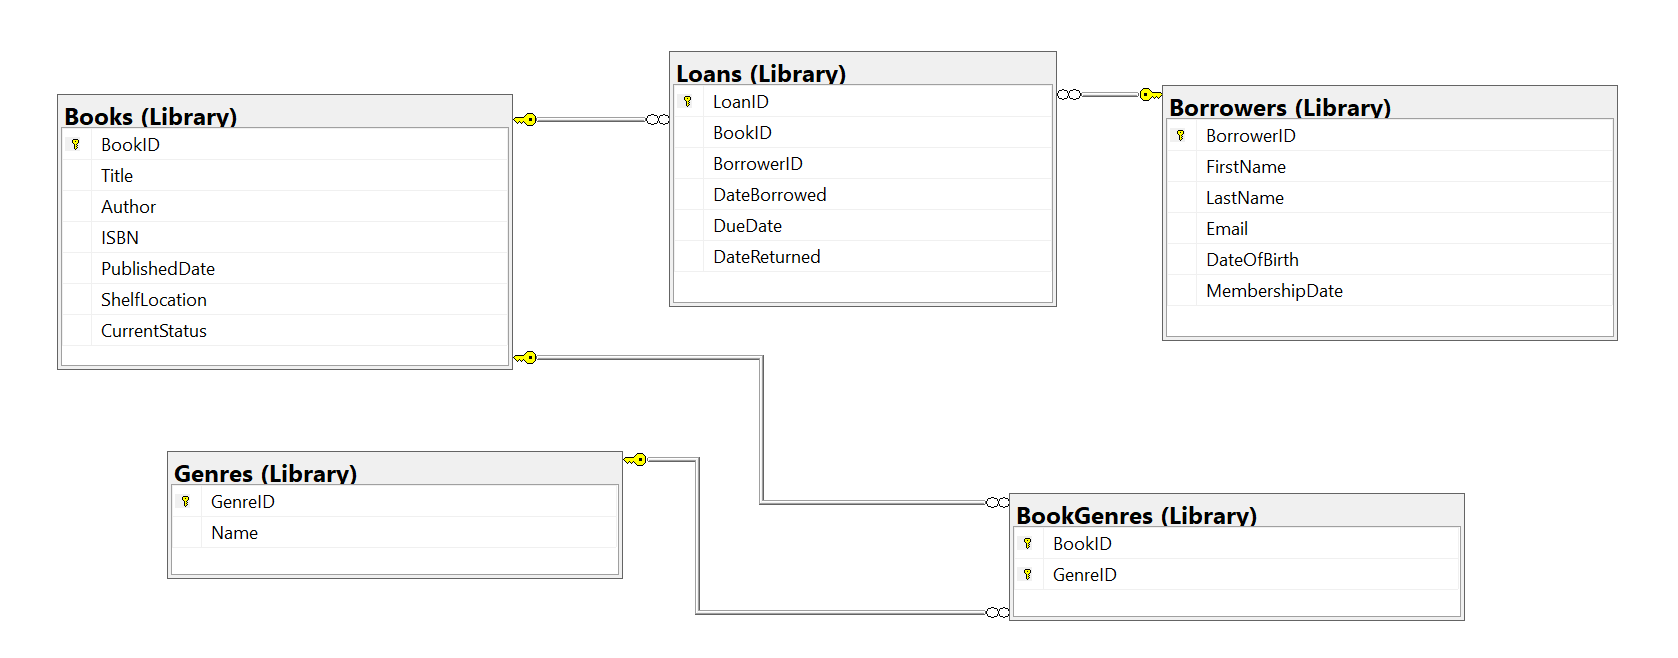 Books (Library)
BookID
Title
Author
ISBN
PublishedDate
ShelfLocation
CurrentStatus
Loans (Library)
LoanID
BookID
BorrowerID
DateBorrowed
DueDate
DateReturned
Borrowers (Library)
BorrowerID
FirstName
LastName
Email
DateOfBirth
MembershipDate
Genres (Library)
GenreID
Name
BookGenres (Library)
BookID
GenreID